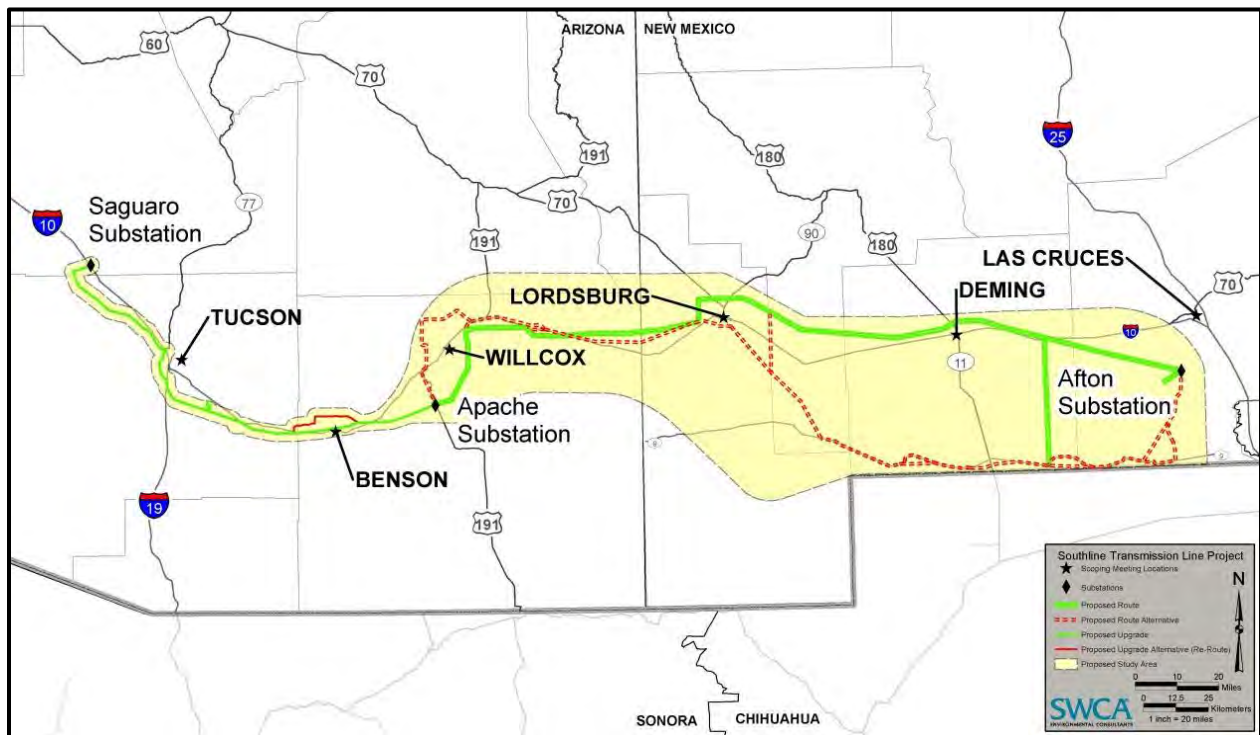 ARIZONA
NEW MEXICO
60
70
191
180
25
77
70
10
Saguaro
Substation
191
90
180
LAS CRUCES
70
LORDSBURG
DEMING
TUCSON
10
WILLCOX
11
Apache
Substation
Afton
Substation
9
9
BENSON
19
191
SONORA
CHIHUAHUA
Southline Transmission Line Project
Scoping Meeting Locations
Substations
N
Proposed Route
Proposed Route Alternative
Proposed Upgrade
Proposed Upgrade Alternative (Re-Route)
Proposed Study Area
0 10 20
Miles
0 12.5 25
Kilometers
1 inch = 20 miles
SWCA
ENVIRONMENTAL CONSULTANTS